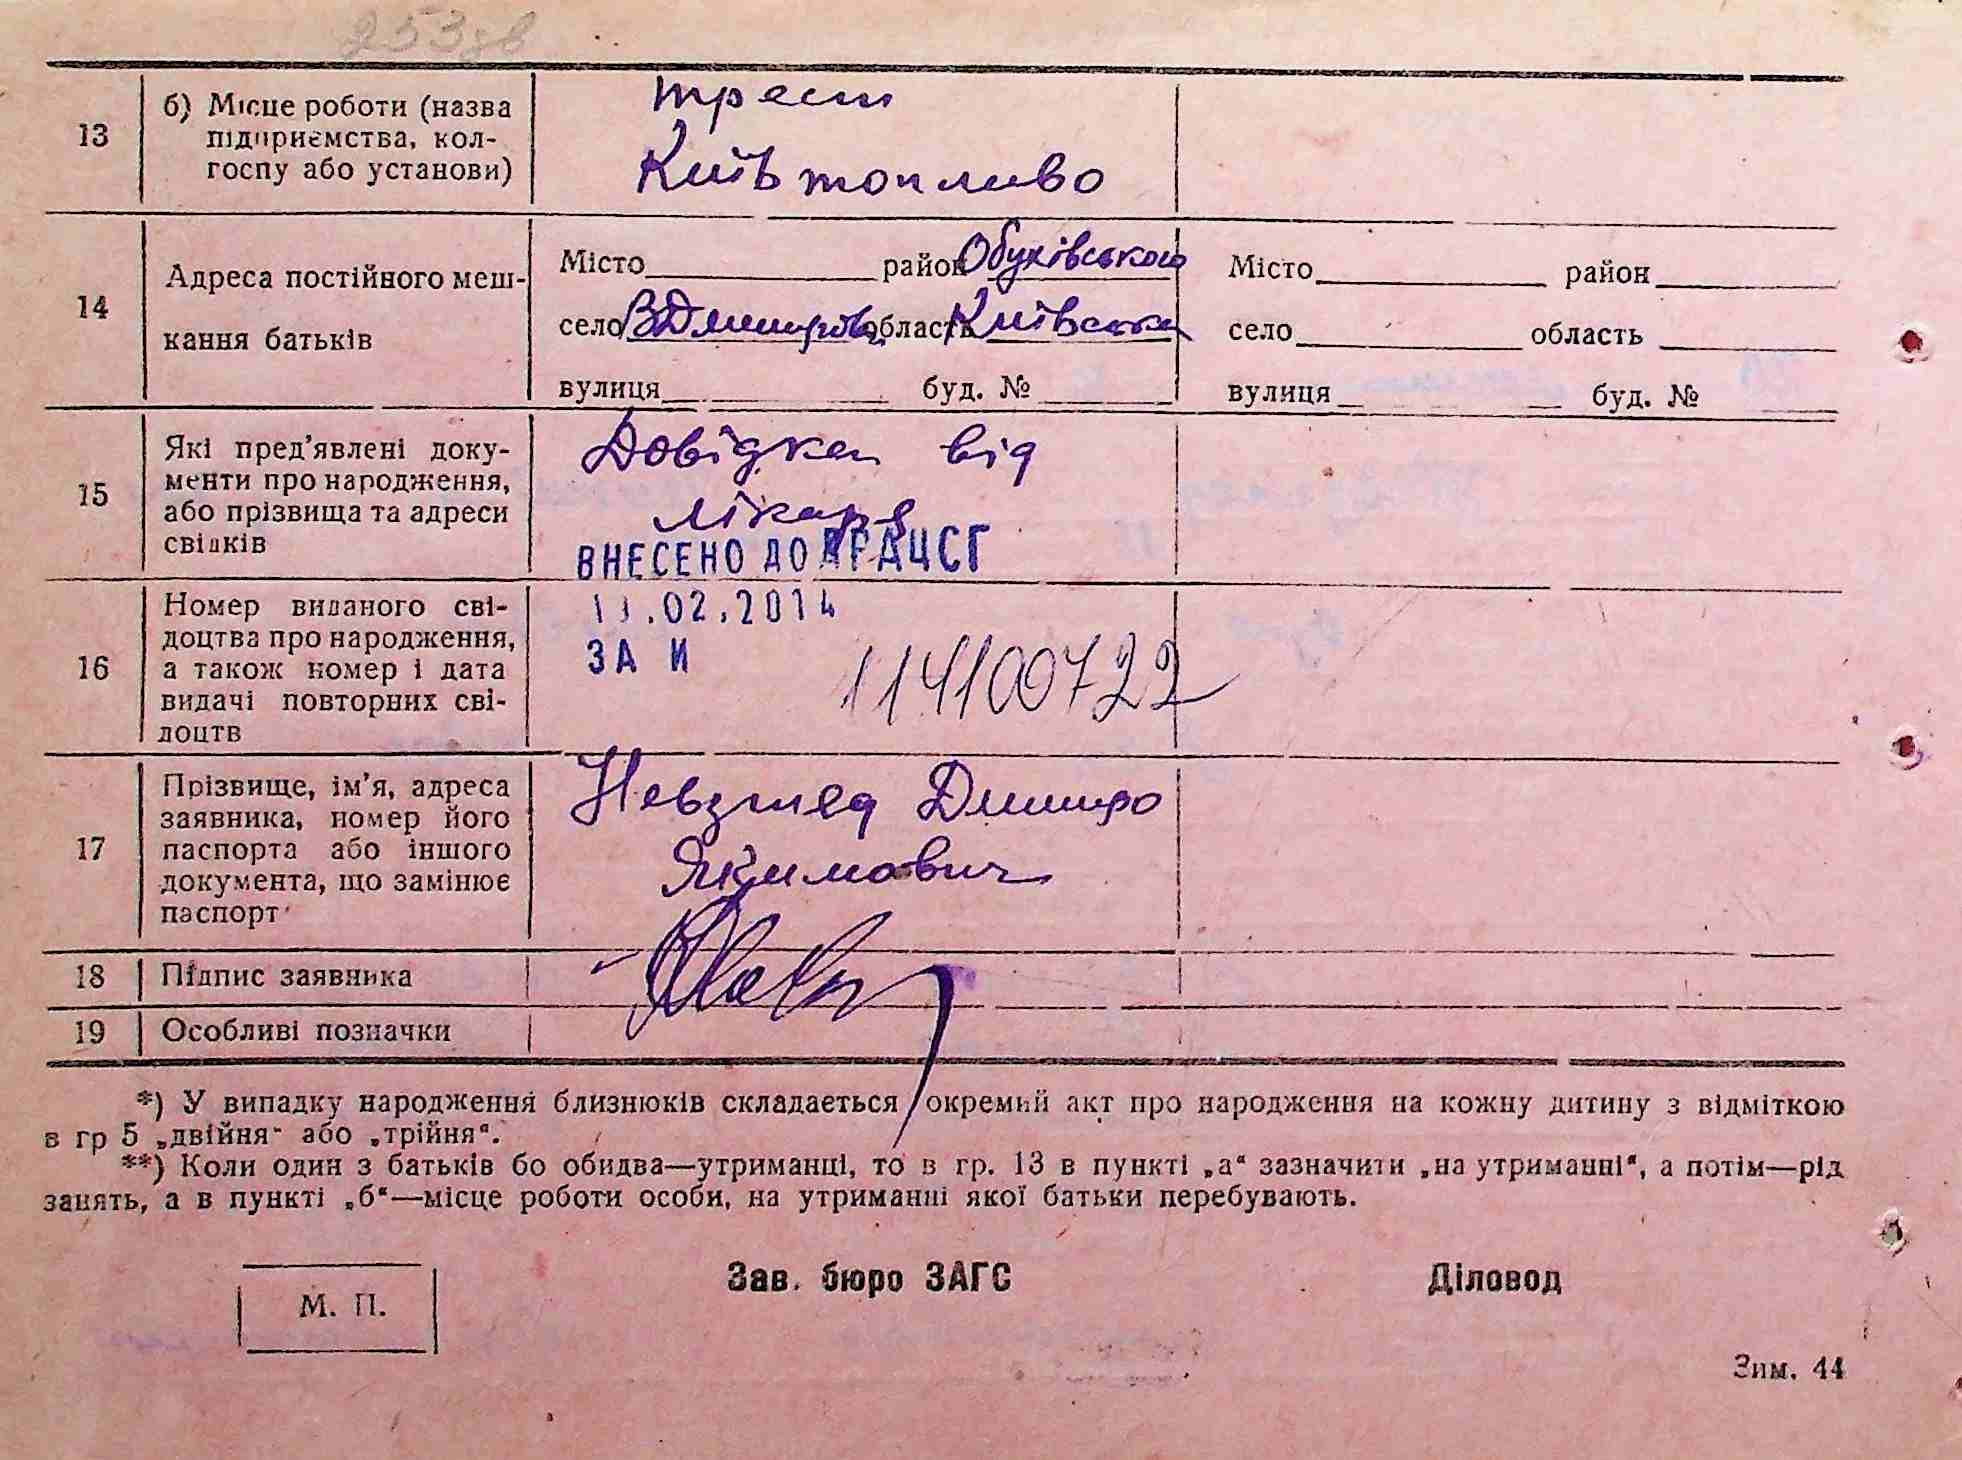 253зв
13
б) Місце роботи (назва
підприємства, кол-
госпу або установи)
трест
Київтопливо
14
Адреса постійного меш-
кання батьків
Місто район Обухівського
село ВДмитров область Київська
вулиця буд. №
Місто район
село область
вулиця буд. №
15
Які пред’явлені доку-
менти про народження,
або прізвища та адреси
свідків
Довідка від
лікаря
ВНЕСЕНО ДО ДРАЦСГ
16
Номер виданого сві-
доцтва про народження,
а також номер і дата
видачі повторних сві-
доцтв
.02.2014
ЗА №
114100722
17
Прізвище, ім’я, адреса
заявника, номер його
паспорта або іншого
документа, що замінює
паспорт
Невзгляд Дмитро
Якимович
18
Підпис заявника
19
Особливі позначки
*) У випадку народження близнюків складається окремий акт про народження на кожну дитину з відміткою
в гр 5 „двійня“ або „трійня“.
**) Коли один з батьків бо обидва—утриманці, то в гр. 13 в пункті „а“ зазначити „на утриманні“, а потім—рід
занять, а в пункті „б“—місце роботи особи, на утриманні якої батьки перебувають.
М. П.
Зав. бюро ЗАГС
Діловод
Зим. 44